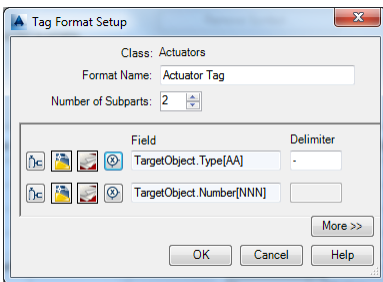 Tag Format Setup
Class: Actuators
Format Name: Actuator Tag
Number of Subparts: 2
Field Delimiter
TargetObject.Type[AA] -
TargetObject.Number[NNN]
More >>
OK Cancel Help